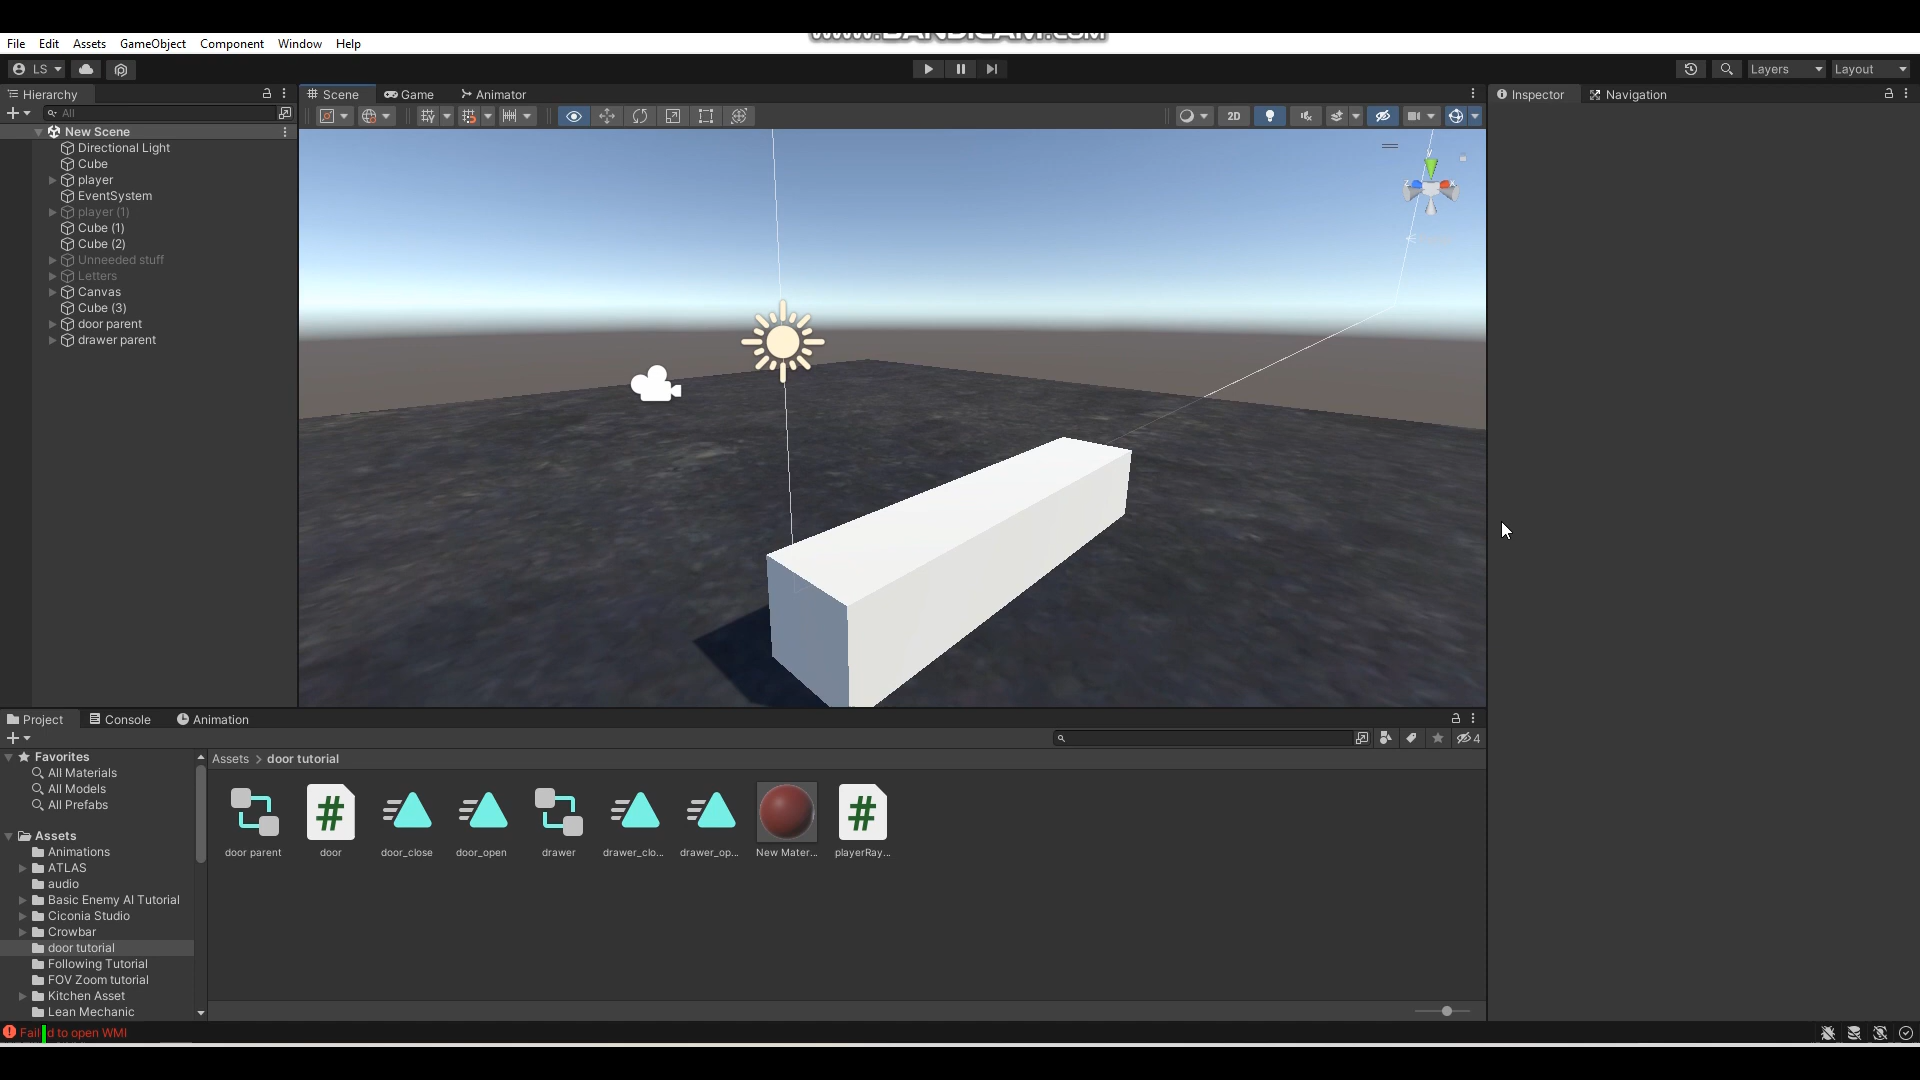 www.BANDICAM.com
File Edit Assets GameObject Component Window Help
LS
Layers
Layout
Hierarchy
Scene
Game
Animator
Inspector
Navigation
All
2D
New Scene
Directional Light
Cube
player
EventSystem
player (1)
Cube (1)
Cube (2)
Unneeded stuff
Letters
Canvas
Cube (3)
door parent
drawer parent
y
z
x
Project
Console
Animation
4
Favorites
All Materials
All Models
All Prefabs
Assets
Animations
ATLAS
audio
Basic Enemy AI Tutorial
Ciconia Studio
Crowbar
door tutorial
Following Tutorial
FOV Zoom tutorial
Kitchen Asset
Lean Mechanic
Assets > door tutorial
door parent
door
door_close
door_open
drawer
drawer_clo...
drawer_op...
New Mater...
playerRay...
Failed to open WMI